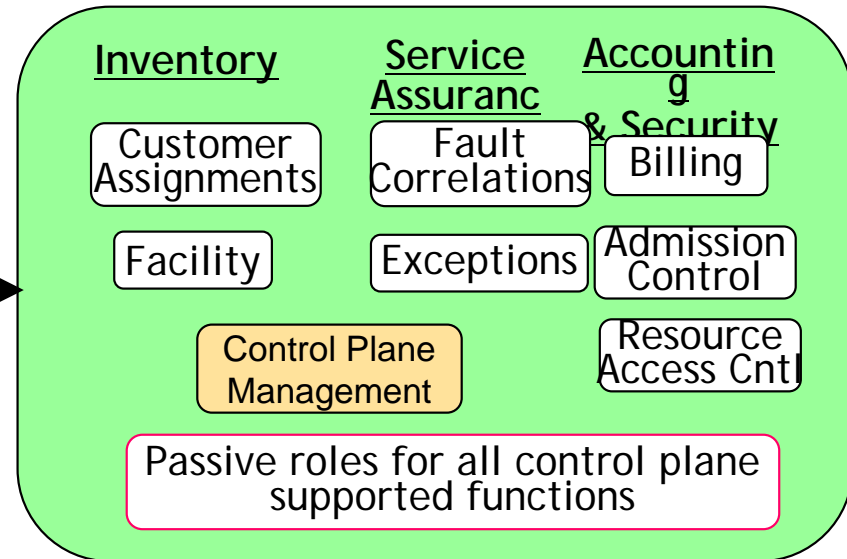 Inventory
Customer
Assignments
Facility
Service
Assuranc
Fault
Correlations
Exceptions
Accountin
g
& Security
Billing
Admission
Control
Resource
Access Cntl
Control Plane
Management
Passive roles for all control plane
supported functions